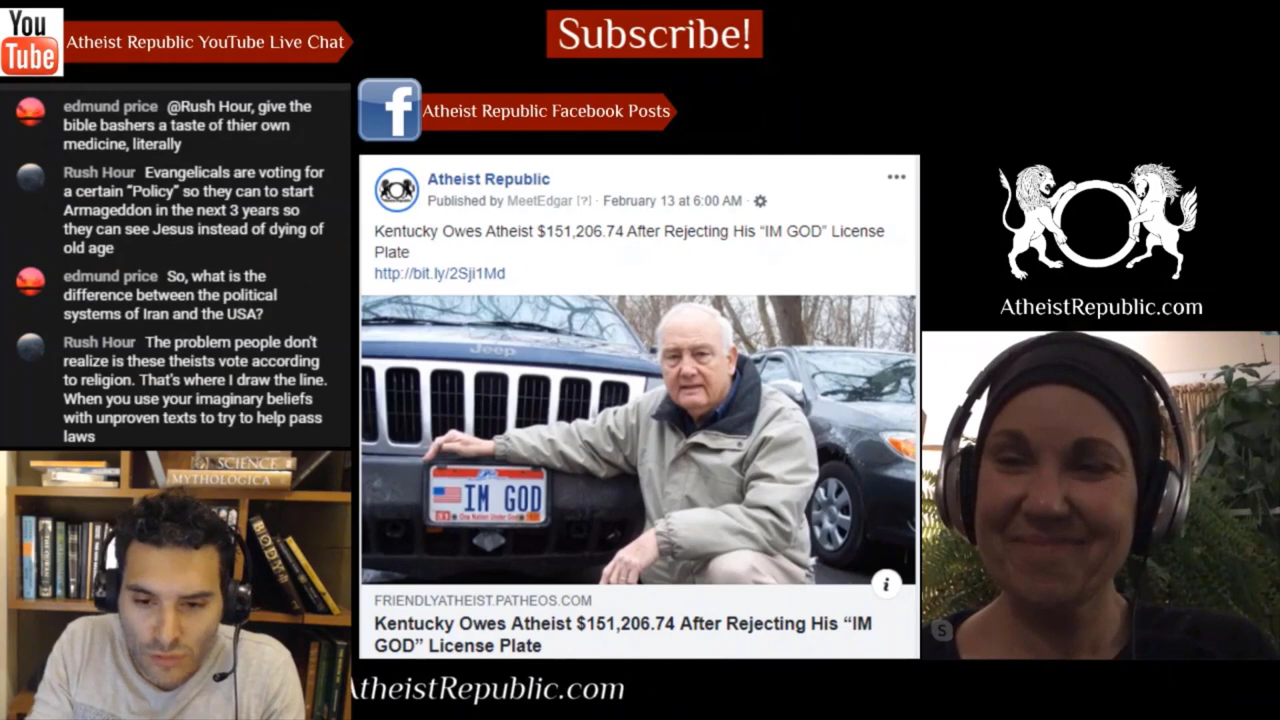 You
Tube
Atheist Republic YouTube Live Chat
Subscribe!
edmund price @Rush Hour, give the
bible bashers a taste of thier own
medicine, literally
Rush Hour Evangelicals are voting for
a certain "Policy" so they can to start
Armageddon in the next 3 years so
they can see Jesus instead of dying of
old age
edmund price So, what is the
difference between the political
systems of Iran and the USA?
Rush Hour The problem people don't
realize is these theists vote according
to religion. That's where I draw the line.
When you use your imaginary beliefs
with unproven texts to try to help pass
laws
f
Atheist Republic Facebook Posts
Atheist Republic
Published by MeetEdgar [?] · February 13 at 6:00 AM ·
Kentucky Owes Atheist $151,206.74 After Rejecting His “IM GOD” License
Plate
http://bit.ly/2Sji1Md
Jeep
IM GOD
One Nation Under God
i
FRIENDLYATHEIST.PATHEOS.COM
Kentucky Owes Atheist $151,206.74 After Rejecting His “IM
GOD” License Plate
AtheistRepublic.com
SCIENCE
MYTHOLOGICA
BODY
S
AtheistRepublic.com